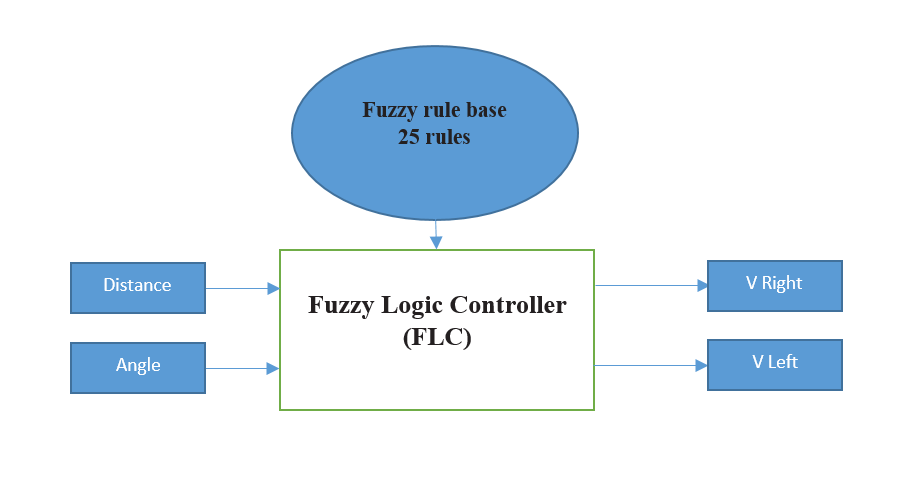 Fuzzy rule base
25 rules
Distance
Angle
Fuzzy Logic Controller
(FLC)
V Right
V Left